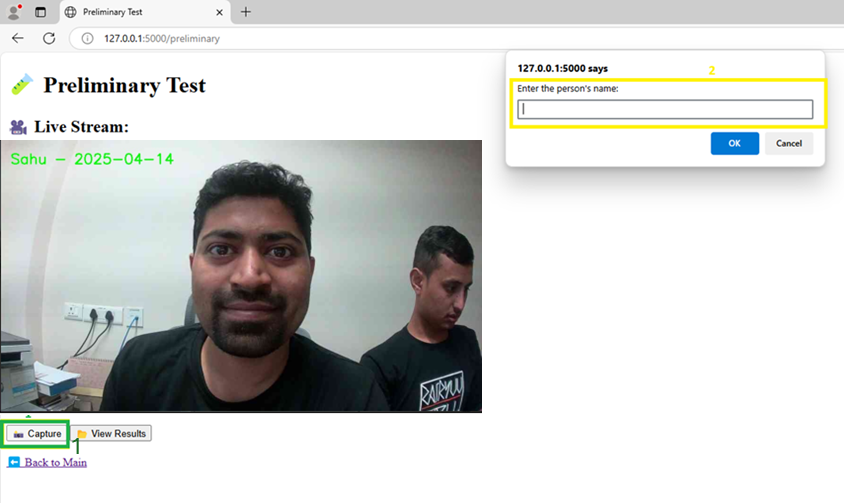 Preliminary Test
127.0.0.1:5000/preliminary
127.0.0.1:5000 says
2
Enter the person's name:
OK
Cancel
Preliminary Test
Live Stream:
Sahu - 2025-04-14
Capture
1
View Results
Back to Main